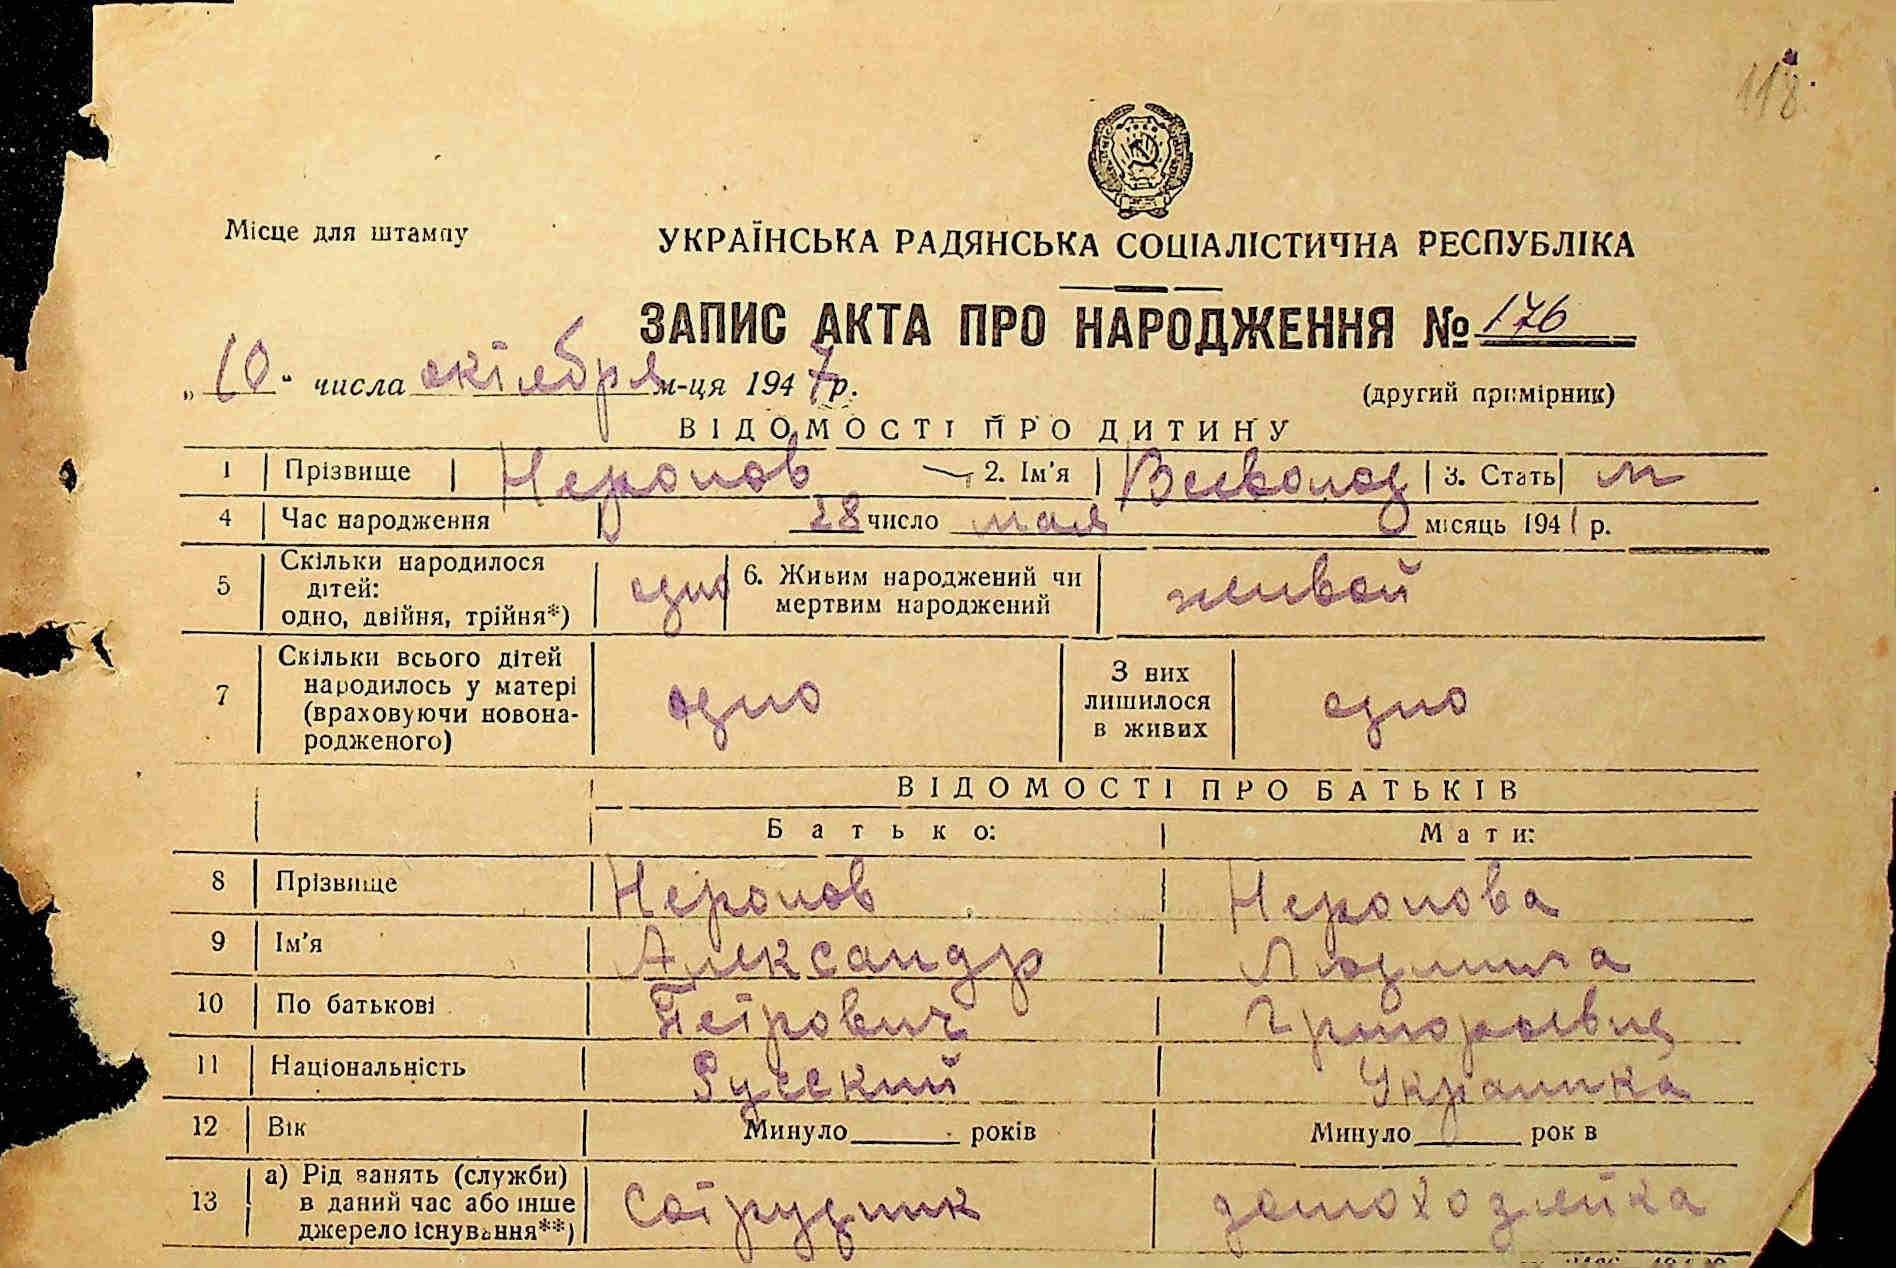 118.
Місце для штампу
УКРАЇНСЬКА РАДЯНСЬКА СОЦІАЛІСТИЧНА РЕСПУБЛІКА
ЗАПИС АКТА ПРО НАРОДЖЕННЯ № 176
„10“ числа октября м-ця 1947 р.
(другий примірник)
ВІДОМОСТІ ПРО ДИТИНУ
1 Прізвище Неронов 2. Ім'я Всеволод 3. Стать м
4 Час народження 28 число мая місяць 1941 р.
5 Скільки народилося дітей: одно, двійня, трійня*) одно 6. Живим народжений чи мертвим народжений живой
7 Скільки всього дітей народилось у матері (враховуючи новонародженого) одно З них лишилося в живих одно
ВІДОМОСТІ ПРО БАТЬКІВ
Батько: Мати:
8 Прізвище Неронов Неронова
9 Ім'я Александр Людмила
10 По батькові Петрович Григорьевна
11 Національність Русский Украинка
12 Вік Минуло років Минуло рок в
13 а) Рід занять (служби) в даний час або інше джерело існування**) Сотрудник домохозяйка